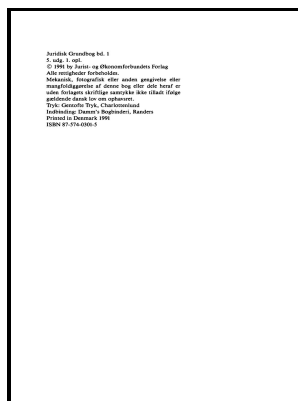 Juridisk Grundbog bd. 1
5. udg. 1. opl.
© 1991 by Jurist- og Økonomforbundets Forlag
Alle rettigheder forbeholdes.
Mekanisk, fotografisk eller anden gengivelse eller
mangfoldiggørelse af denne bog eller dele heraf er
uden forlagets skriftlige samtykke ikke tilladt ifølge
gældende dansk lov om ophavsret.
Tryk: Gentofte Tryk, Charlottenlund
Indbinding: Damm's Bogbinderi, Randers
Printed in Denmark 1991
ISBN 87-574-0301-5